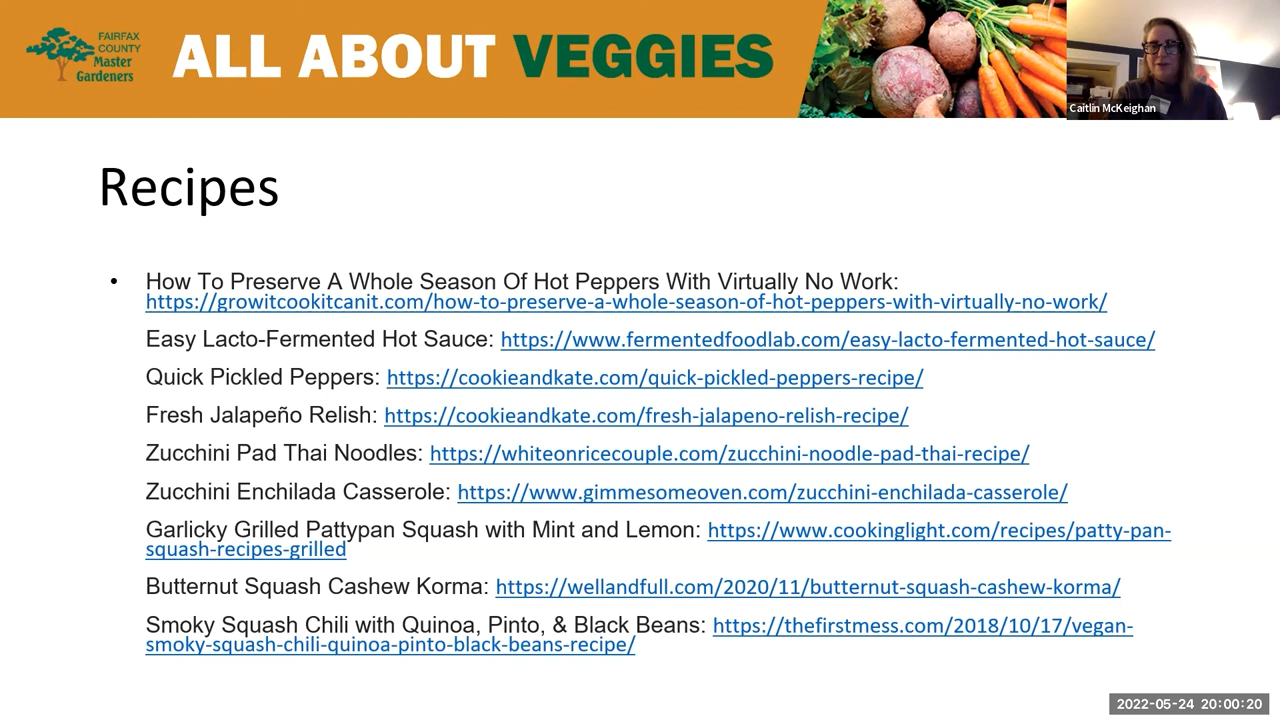 FAIRFAX
COUNTY
Master
Gardeners
ALL ABOUT VEGGIES
Caitlin McKeighan
Recipes
• How To Preserve A Whole Season Of Hot Peppers With Virtually No Work:
https://growitcookitcanit.com/how-to-preserve-a-whole-season-of-hot-peppers-with-virtually-no-work/
Easy Lacto-Fermented Hot Sauce: https://www.fermentedfoodlab.com/easy-lacto-fermented-hot-sauce/
Quick Pickled Peppers: https://cookieandkate.com/quick-pickled-peppers-recipe/
Fresh Jalapeño Relish: https://cookieandkate.com/fresh-jalapeno-relish-recipe/
Zucchini Pad Thai Noodles: https://whiteonricecouple.com/zucchini-noodle-pad-thai-recipe/
Zucchini Enchilada Casserole: https://www.gimmesomeoven.com/zucchini-enchilada-casserole/
Garlicky Grilled Pattypan Squash with Mint and Lemon: https://www.cookinglight.com/recipes/patty-pan-
squash-recipes-grilled
Butternut Squash Cashew Korma: https://wellandfull.com/2020/11/butternut-squash-cashew-korma/
Smoky Squash Chili with Quinoa, Pinto, & Black Beans: https://thefirstmess.com/2018/10/17/vegan-
smoky-squash-chili-quinoa-pinto-black-beans-recipe/
2022-05-24 20:00:20